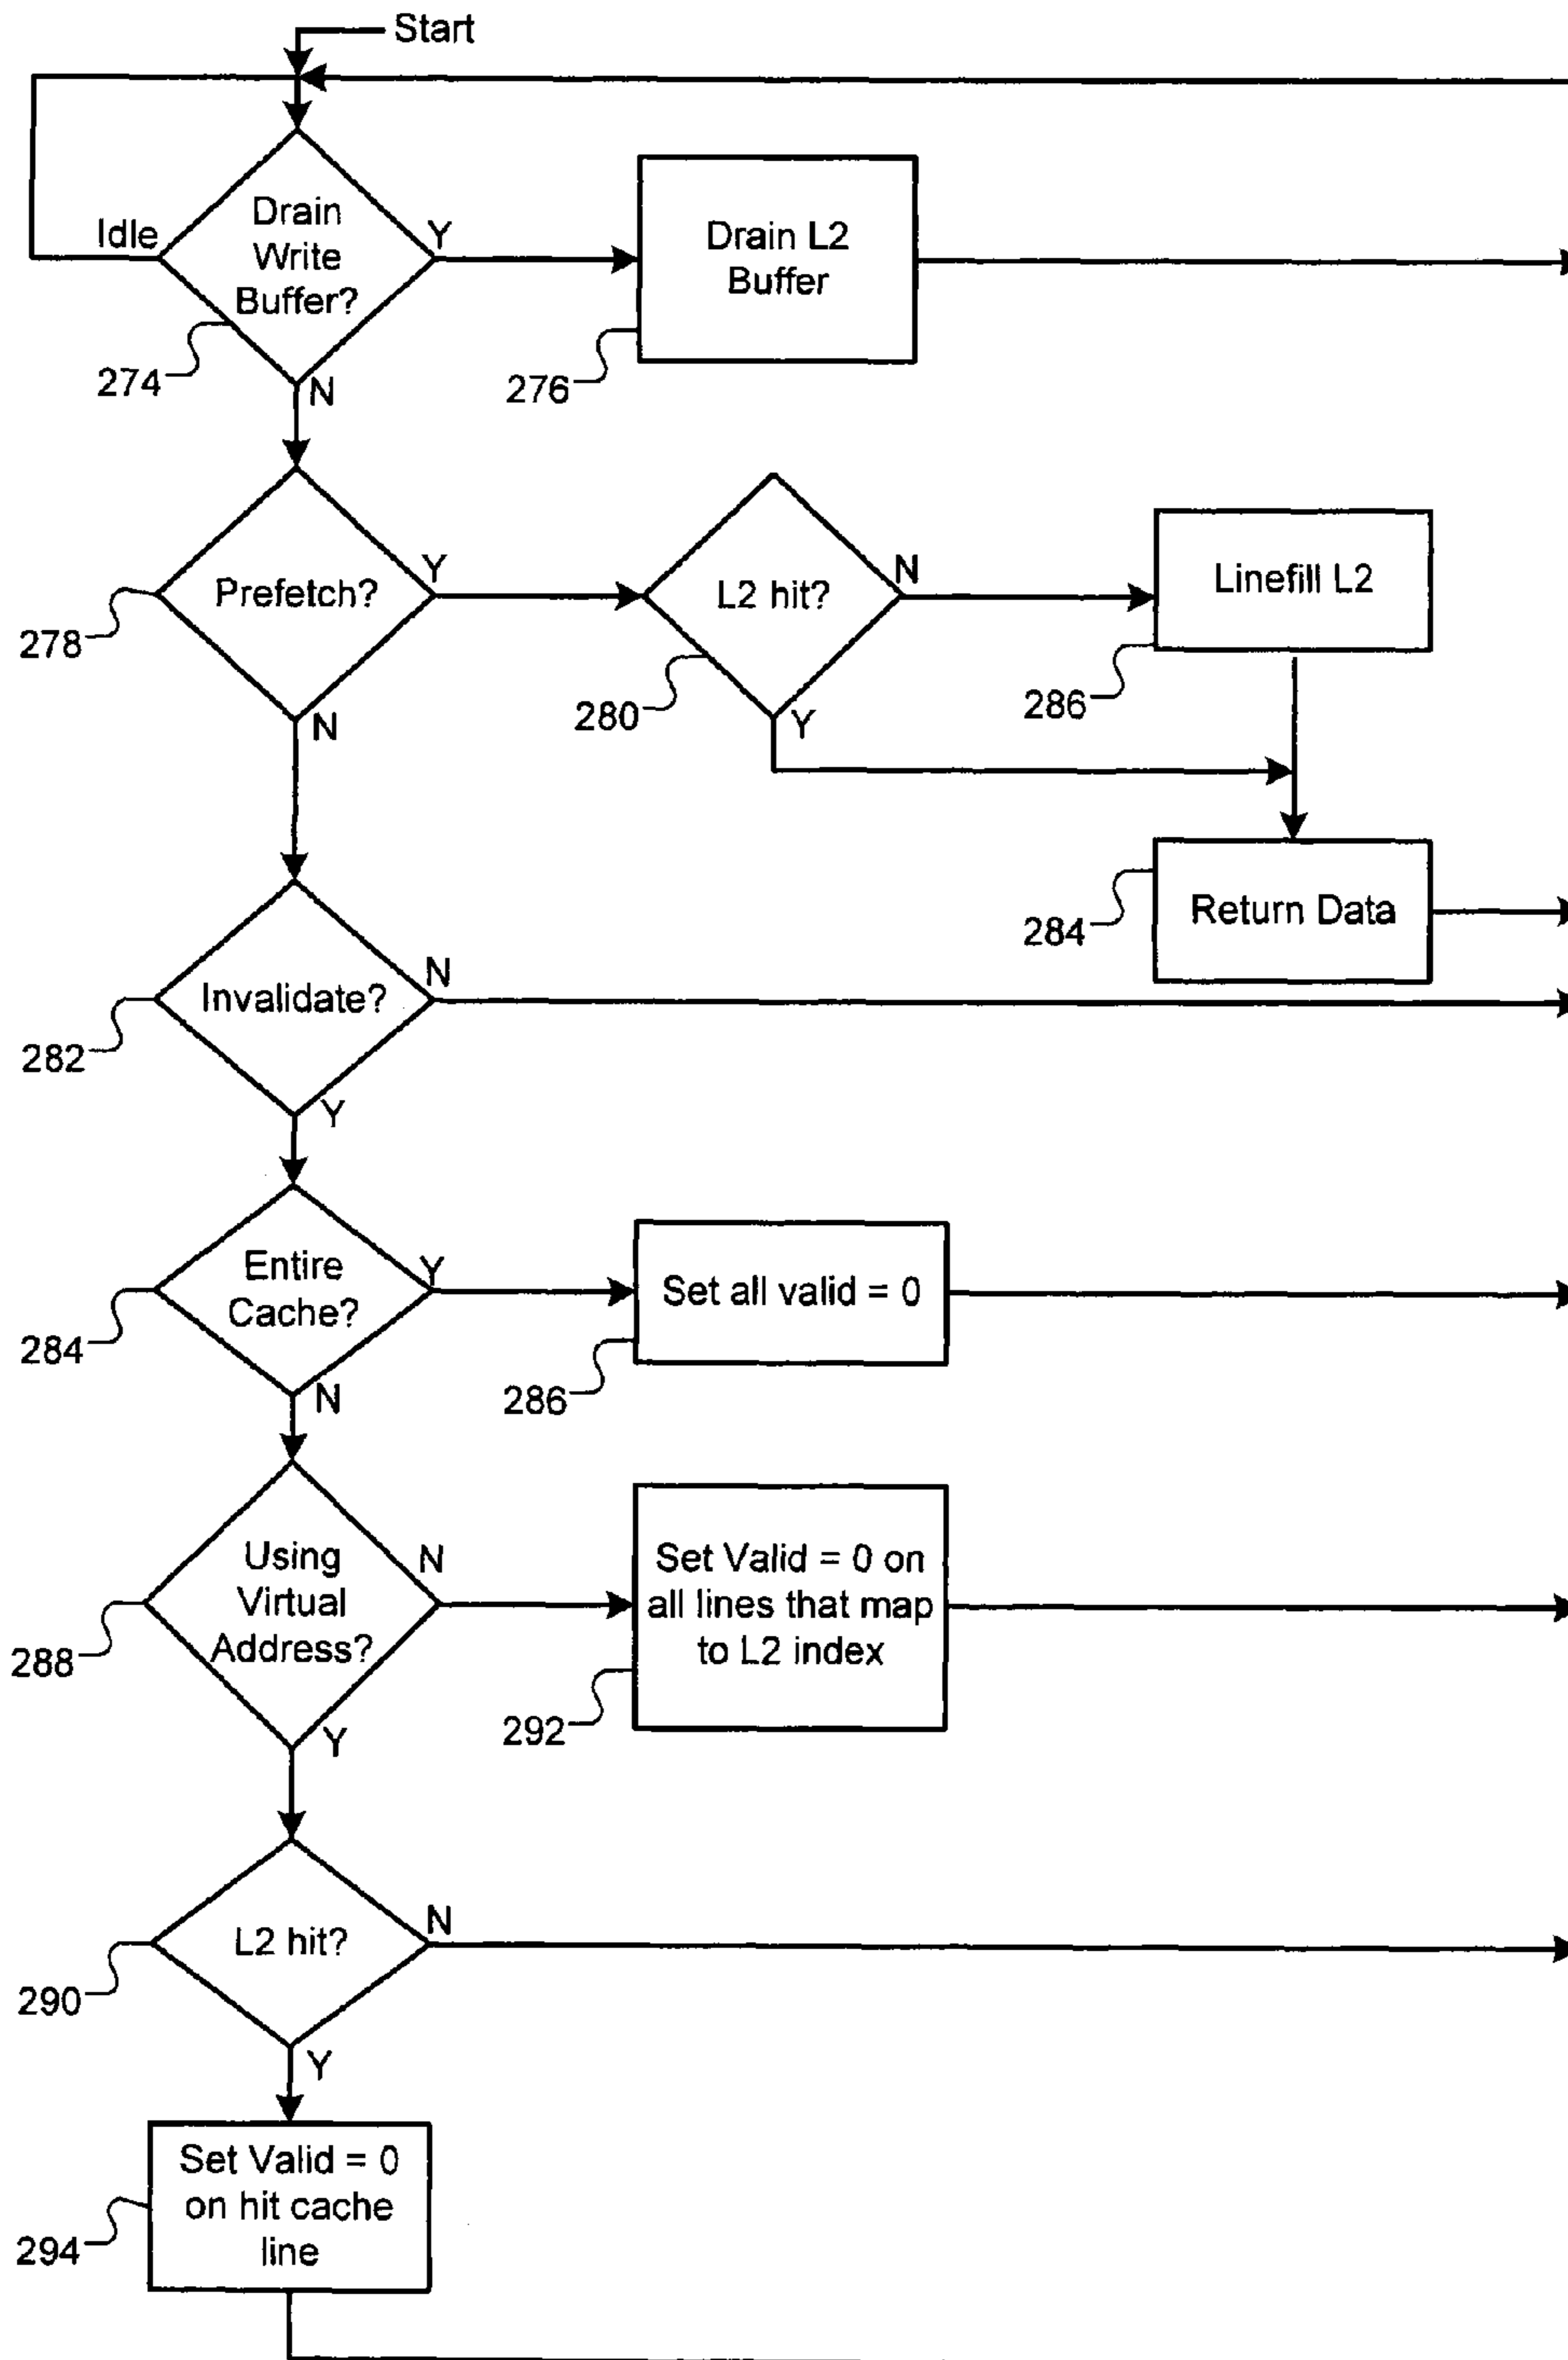 Start
Idle
Drain
Write
Buffer?
Y
N
274
Drain L2
Buffer
276
Prefetch?
Y
N
278
L2 hit?
N
Y
280
Linefill L2
286
Return Data
284
Invalidate?
N
Y
282
Entire
Cache?
Y
N
284
Set all valid = 0
286
Using
Virtual
Address?
N
Y
288
Set Valid = 0 on
all lines that map
to L2 index
292
L2 hit?
N
Y
290
Set Valid = 0
on hit cache
line
294